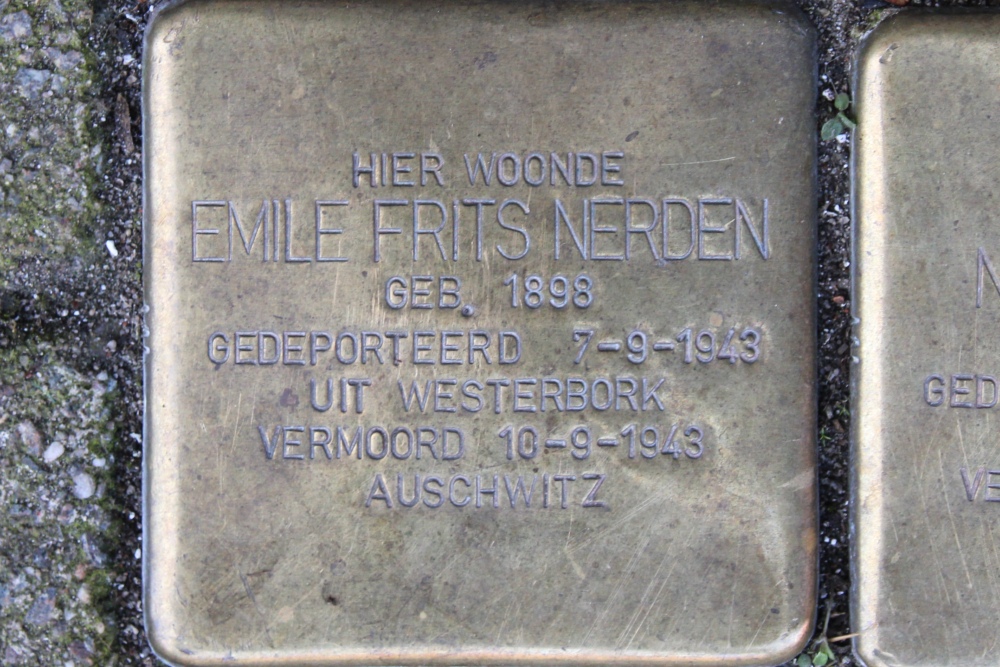 HIER WOONDE
EMILE FRITS NERDEN
GEB. 1898
GEDEPORTEERD 7-9-1943
UIT WESTERBORK
VERMOORD 10-9-1943
AUSCHWITZ